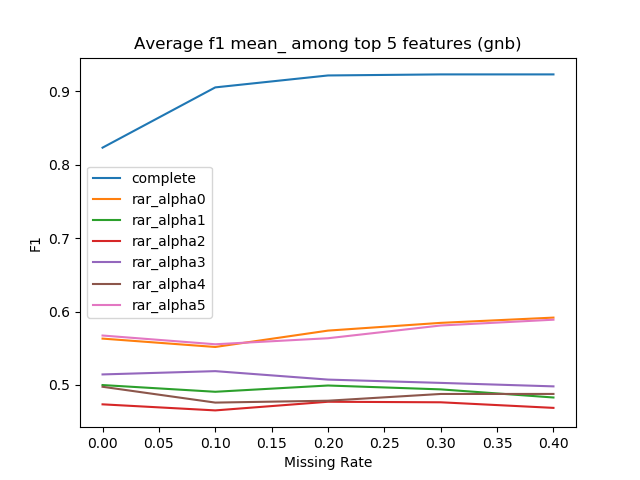 Average f1 mean_ among top 5 features (gnb)
F1
0.9
0.8
0.7
0.6
0.5
complete
rar_alpha0
rar_alpha1
rar_alpha2
rar_alpha3
rar_alpha4
rar_alpha5
0.00 0.05 0.10 0.15 0.20 0.25 0.30 0.35 0.40
Missing Rate